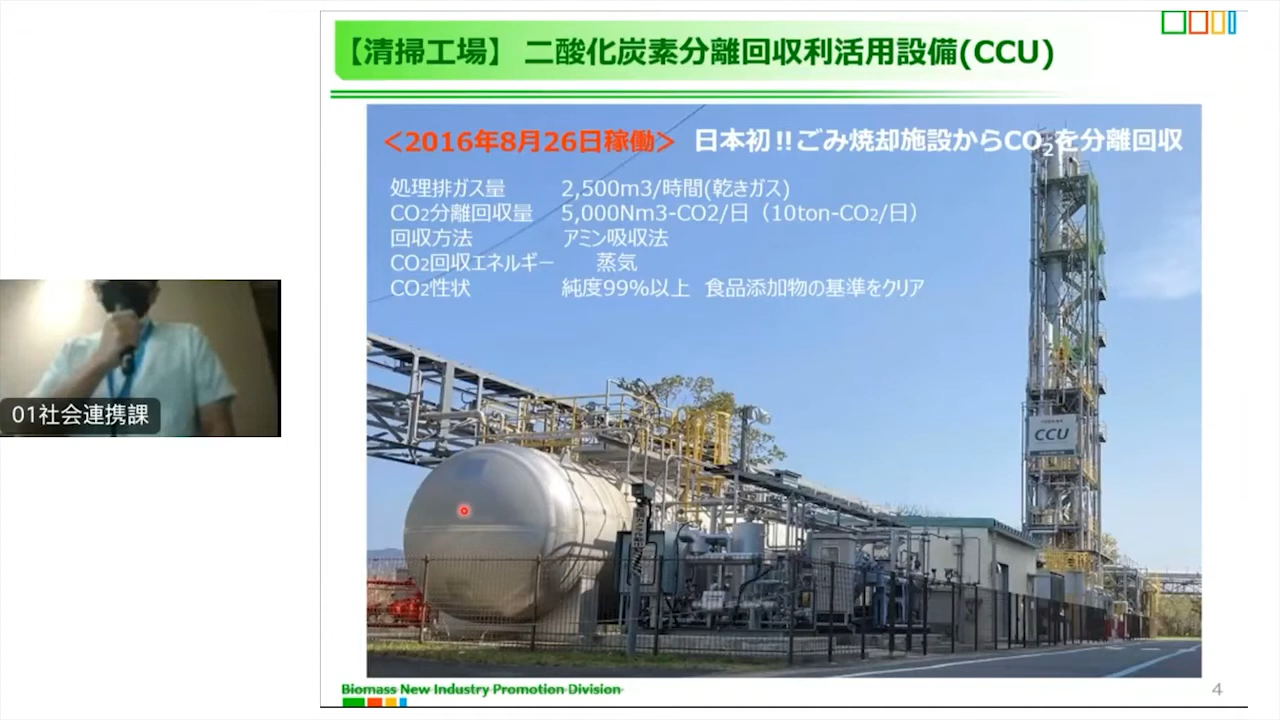 【清掃工場】 二酸化炭素分離回収利活用設備(CCU)
＜2016年8月26日稼働＞ 日本初!!ごみ焼却施設からCO₂を分離回収
処理排ガス量 2,500m3/時間(乾きガス)
CO₂分離回収量 5,000Nm3-CO2/日（10ton-CO₂/日）
回収方法 アミン吸収法
CO₂回収エネルギー 蒸気
CO₂性状 純度99%以上 食品添加物の基準をクリア
CCU
01社会連携課
Biomass New Industry Promotion Division
4